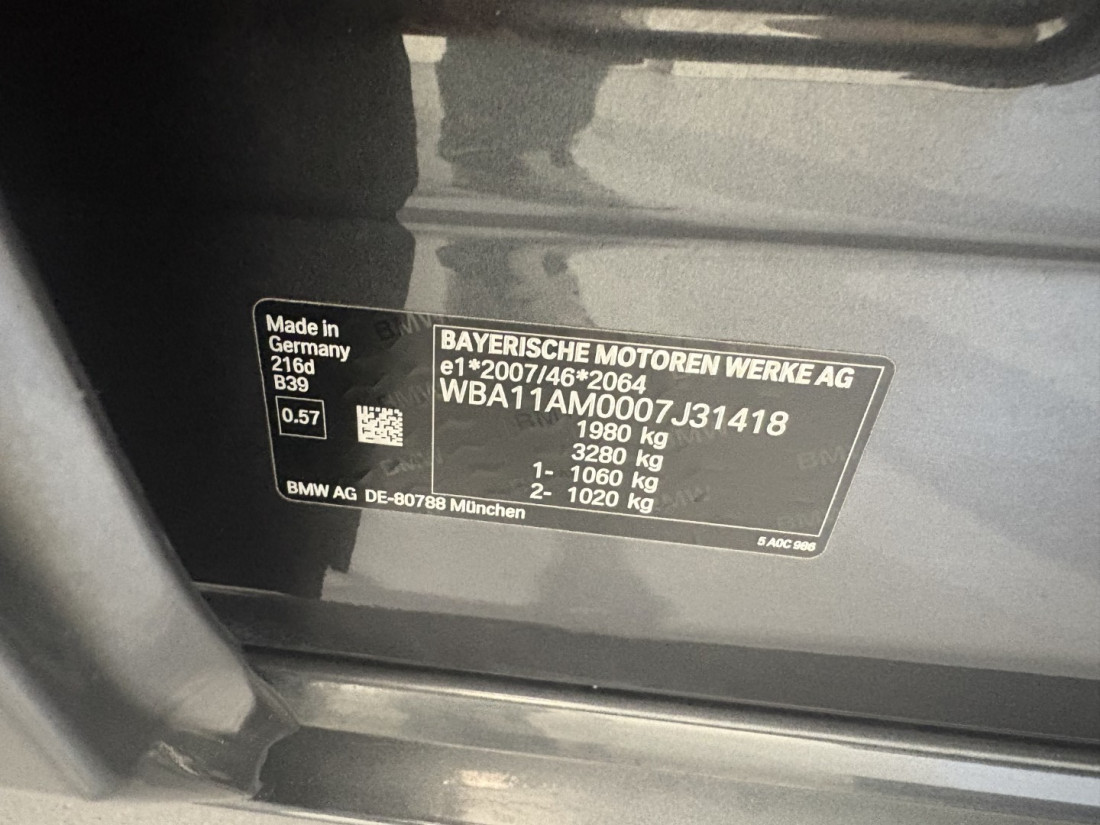 Made in
Germany
216d
B39
0.57
BMW AG DE-80788 München
BAYERISCHE MOTOREN WERKE AG
e1*2007/46*2064
WBA11AM0007J31418
1980 kg
3280 kg
1- 1060 kg
2- 1020 kg
5 A0C 986